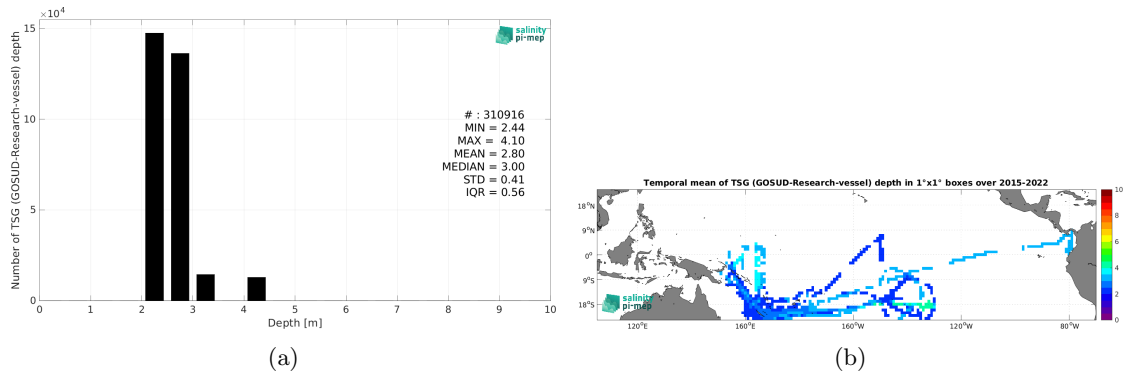 ×10⁴
15
10
5
0
Number of TSG (GOSUD-Research-vessel) depth
0 1 2 3 4 5 6 7 8 9 10
Depth [m]
salinity
pi-mep
# : 310916
MIN = 2.44
MAX = 4.10
MEAN = 2.80
MEDIAN = 3.00
STD = 0.41
IQR = 0.56
(a)
Temporal mean of TSG (GOSUD-Research-vessel) depth in 1°x1° boxes over 2015-2022
18°N
9°N
0°
9°S
18°S
120°E 160°E 160°W 120°W 80°W
salinity
pi-mep
10
8
6
4
2
0
(b)